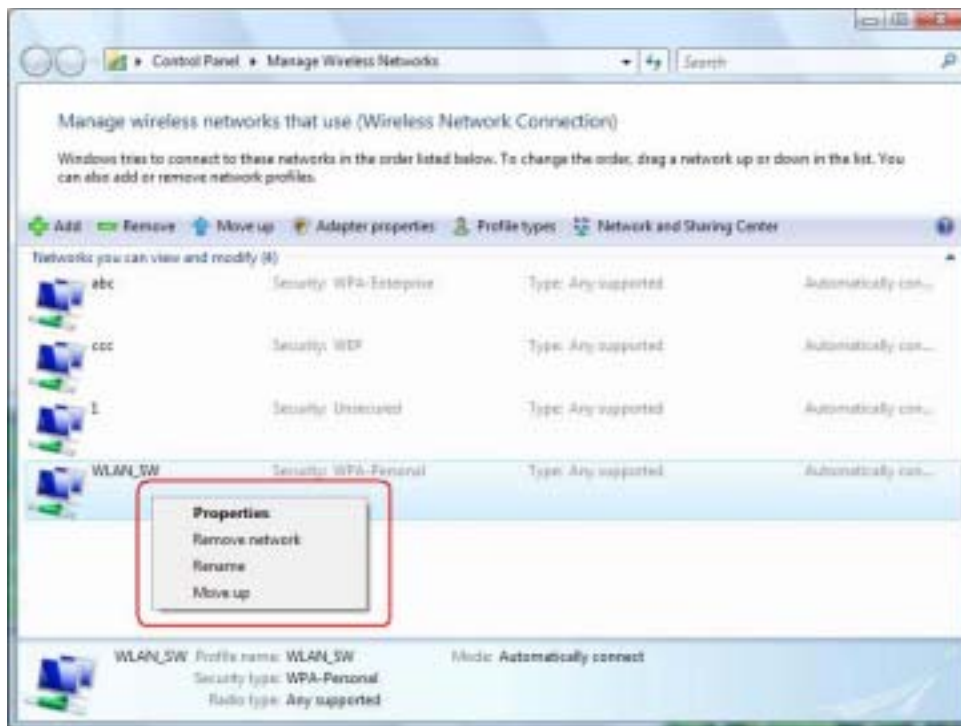 Control Panel ▸ Manage Wireless Networks
Search
Manage wireless networks that use (Wireless Network Connection)
Windows tries to connect to these networks in the order listed below. To change the order, drag a network up or down in the list. You
can also add or remove network profiles.
Add Remove Move up Adapter properties Profile types Network and Sharing Center
Networks you can view and modify (4)
abc Security: WPA-Enterprise Type: Any supported Automatically con...
ccc Security: WEP Type: Any supported Automatically con...
1 Security: Unsecured Type: Any supported Automatically con...
WLAN_SW Security: WPA-Personal Type: Any supported Automatically con...
Properties
Remove network
Rename
Move up
WLAN_SW Profile name: WLAN_SW Mode: Automatically connect
Security type: WPA-Personal
Radio type: Any supported